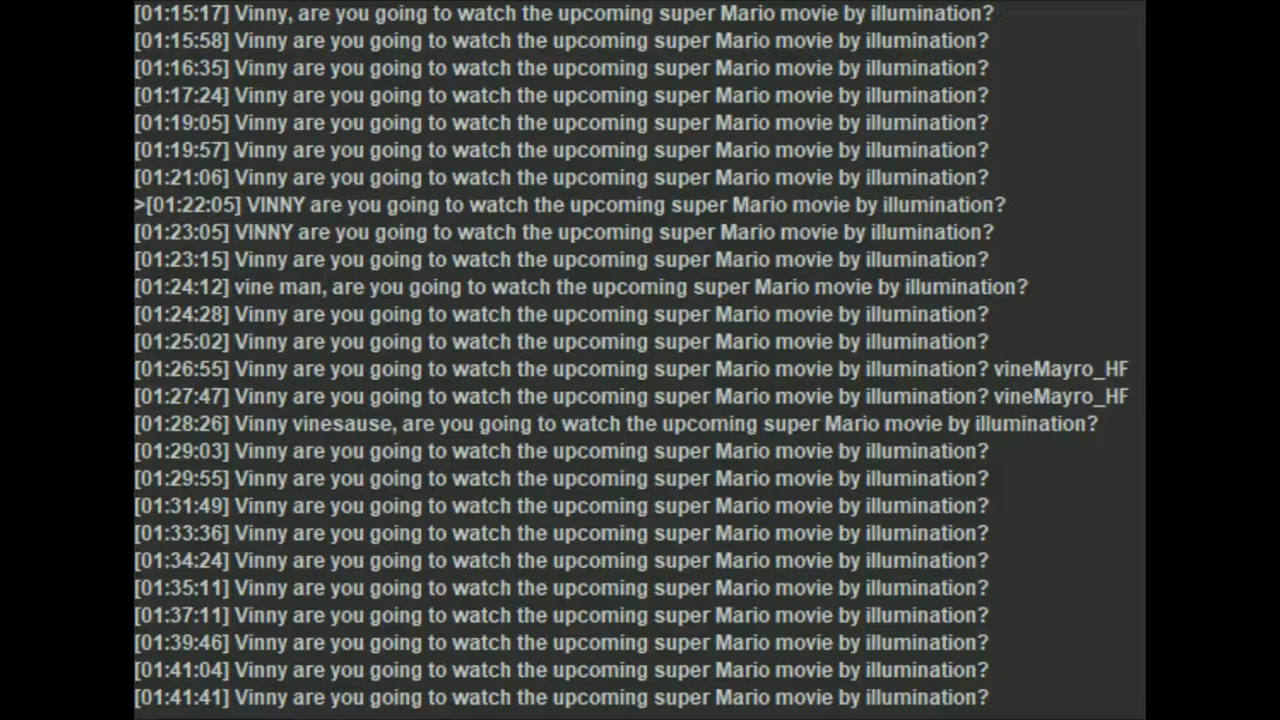 [01:15:17] Vinny, are you going to watch the upcoming super Mario movie by illumination?
[01:15:58] Vinny are you going to watch the upcoming super Mario movie by illumination?
[01:16:35] Vinny are you going to watch the upcoming super Mario movie by illumination?
[01:17:24] Vinny are you going to watch the upcoming super Mario movie by illumination?
[01:19:05] Vinny are you going to watch the upcoming super Mario movie by illumination?
[01:19:57] Vinny are you going to watch the upcoming super Mario movie by illumination?
[01:21:06] Vinny are you going to watch the upcoming super Mario movie by illumination?
>[01:22:05] VINNY are you going to watch the upcoming super Mario movie by illumination?
[01:23:05] VINNY are you going to watch the upcoming super Mario movie by illumination?
[01:23:15] Vinny are you going to watch the upcoming super Mario movie by illumination?
[01:24:12] vine man, are you going to watch the upcoming super Mario movie by illumination?
[01:24:28] Vinny are you going to watch the upcoming super Mario movie by illumination?
[01:25:02] Vinny are you going to watch the upcoming super Mario movie by illumination?
[01:26:55] Vinny are you going to watch the upcoming super Mario movie by illumination? vineMayro_HF
[01:27:47] Vinny are you going to watch the upcoming super Mario movie by illumination? vineMayro_HF
[01:28:26] Vinny vinesause, are you going to watch the upcoming super Mario movie by illumination?
[01:29:03] Vinny are you going to watch the upcoming super Mario movie by illumination?
[01:29:55] Vinny are you going to watch the upcoming super Mario movie by illumination?
[01:31:49] Vinny are you going to watch the upcoming super Mario movie by illumination?
[01:33:36] Vinny are you going to watch the upcoming super Mario movie by illumination?
[01:34:24] Vinny are you going to watch the upcoming super Mario movie by illumination?
[01:35:11] Vinny are you going to watch the upcoming super Mario movie by illumination?
[01:37:11] Vinny are you going to watch the upcoming super Mario movie by illumination?
[01:39:46] Vinny are you going to watch the upcoming super Mario movie by illumination?
[01:41:04] Vinny are you going to watch the upcoming super Mario movie by illumination?
[01:41:41] Vinny are you going to watch the upcoming super Mario movie by illumination?